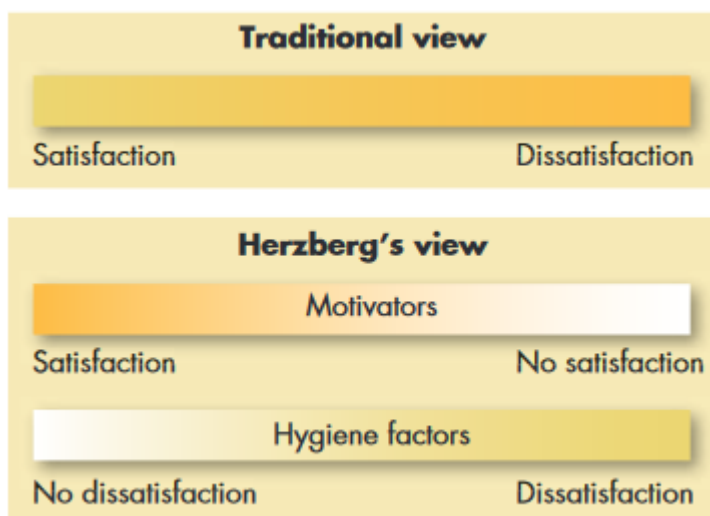 Traditional view
Satisfaction Dissatisfaction
Herzberg's view
Motivators
Satisfaction No satisfaction
Hygiene factors
No dissatisfaction Dissatisfaction